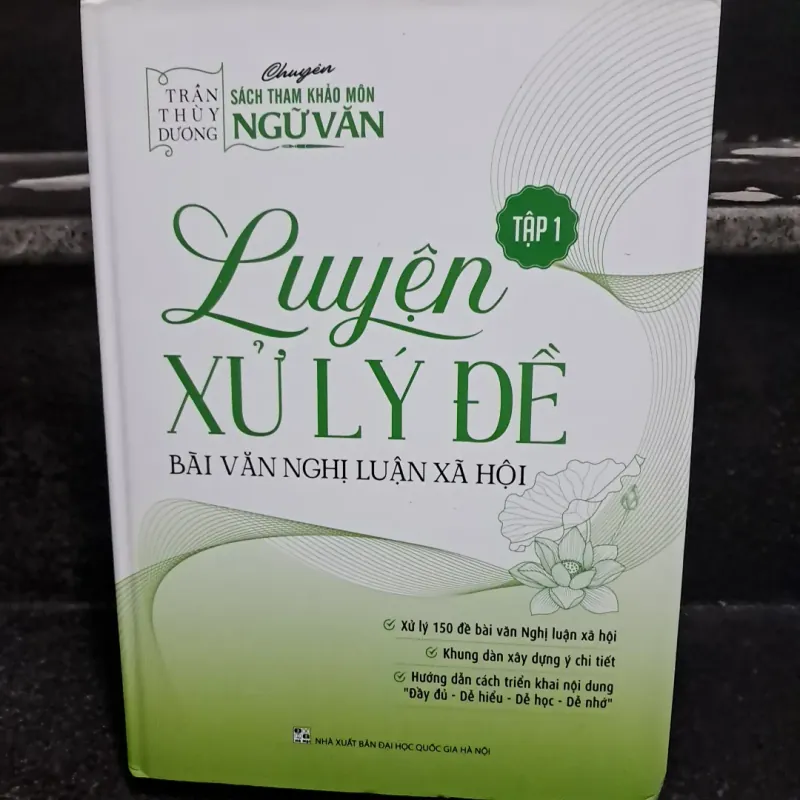 TRẦN
THÙY
DƯƠNG
Chuyên
SÁCH THAM KHẢO MÔN
NGỮ VĂN
TẬP 1
Luyện
XỬ LÝ ĐỀ
BÀI VĂN NGHỊ LUẬN XÃ HỘI
Xử lý 150 đề bài văn Nghị luận xã hội
Khung dàn xây dựng ý chi tiết
Hướng dẫn cách triển khai nội dung
"Đầy đủ - Dễ hiểu - Dễ học - Dễ nhớ"
NHÀ XUẤT BẢN ĐẠI HỌC QUỐC GIA HÀ NỘI